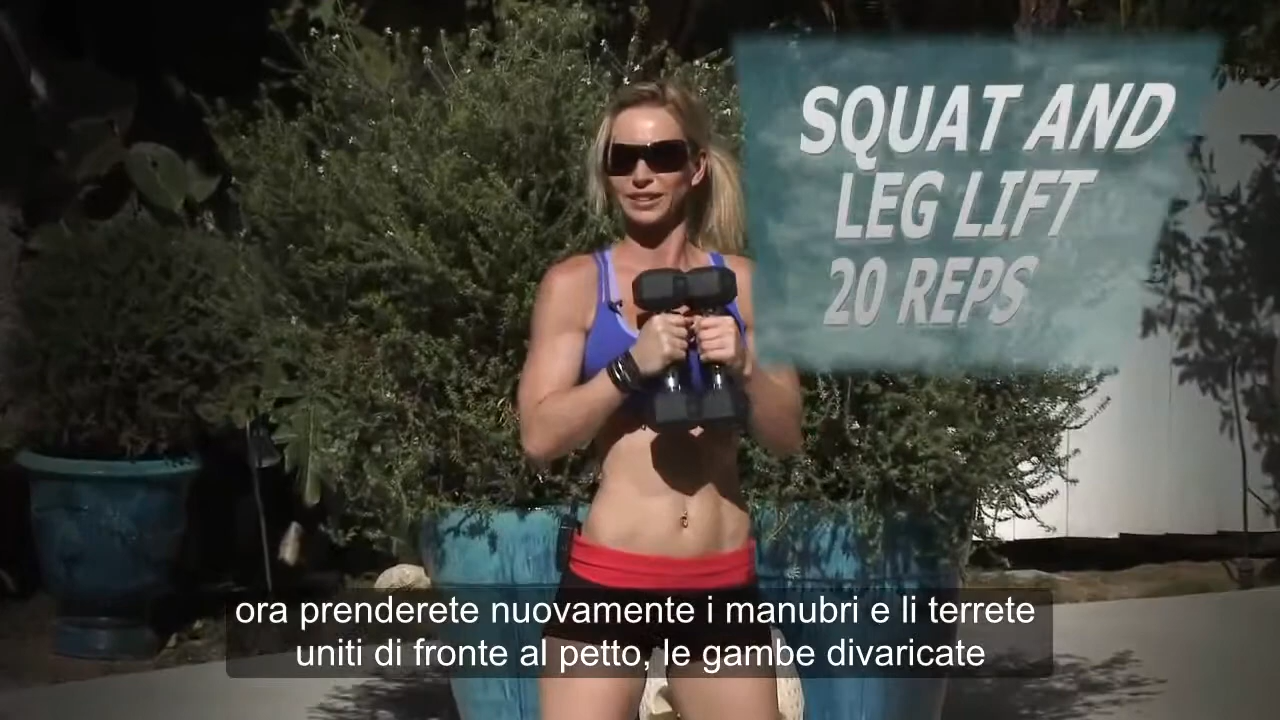 SQUAT AND
LEG LIFT
20 REPS
ora prenderete nuovamente i manubri e li terrete
uniti di fronte al petto, le gambe divaricate